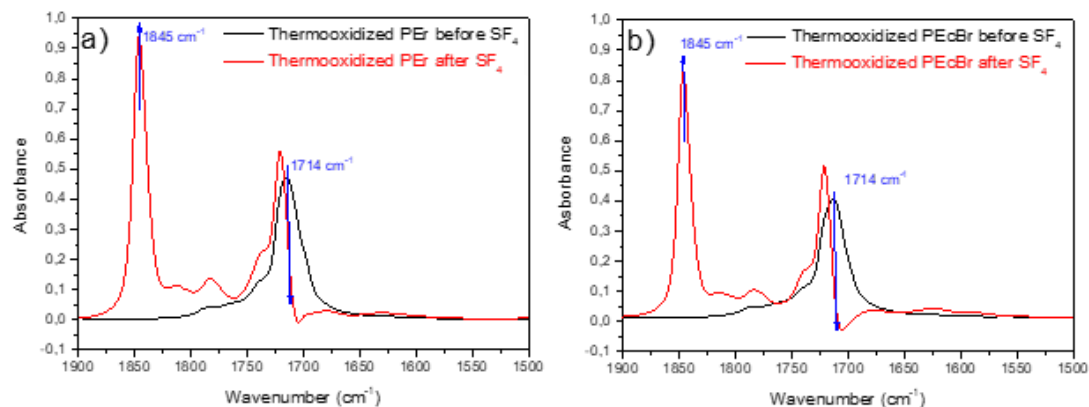 a)
1845 cm⁻¹
Thermooxidized PEr before SF₄
Thermooxidized PEr after SF₄
1714 cm⁻¹
1,0
0,9
0,8
0,7
0,6
0,5
0,4
0,3
0,2
0,1
0,0
-0,1
Absorbance
1900 1850 1800 1750 1700 1650 1600 1550 1500
Wavenumber (cm⁻¹)
b)
1845 cm⁻¹
Thermooxidized PEcBr before SF₄
Thermooxidized PEcBr after SF₄
1714 cm⁻¹
1,0
0,9
0,8
0,7
0,6
0,5
0,4
0,3
0,2
0,1
0,0
-0,1
Asborbance
1900 1850 1800 1750 1700 1650 1600 1550 1500
Wavenumber (cm⁻¹)